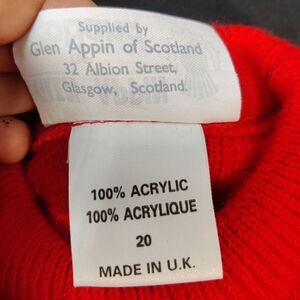 Supplied by
Glen Appin of Scotland
32 Albion Street,
Glasgow, Scotland.
100% ACRYLIC
100% ACRYLIQUE
20
MADE IN U.K.